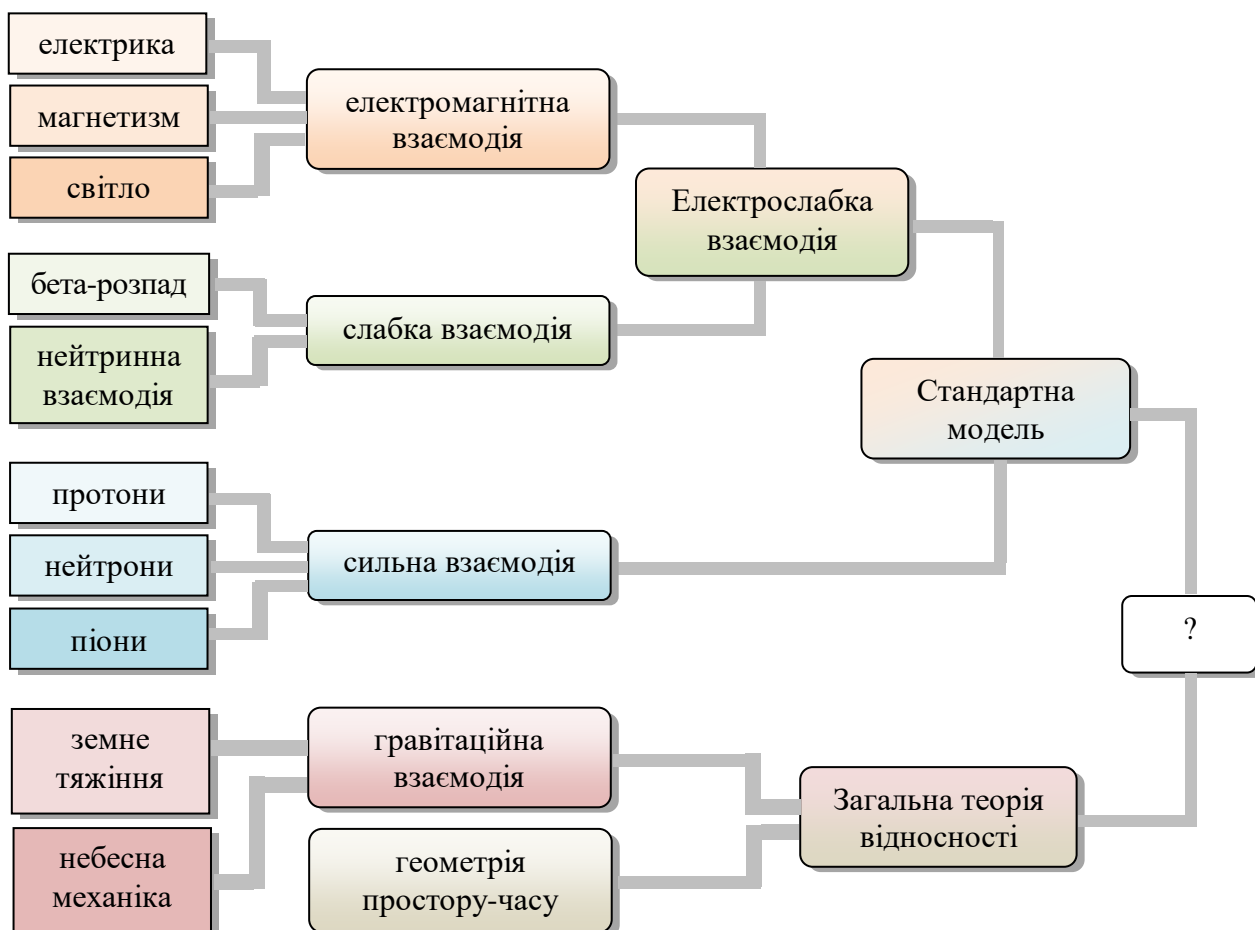 електрика
магнетизм
світло
електромагнітна
взаємодія
Електрослабка
взаємодія
бета-розпад
нейтринна
взаємодія
слабка взаємодія
Стандартна
модель
протони
нейтрони
піони
сильна взаємодія
?
земне
тяжіння
небесна
механіка
гравітаційна
взаємодія
геометрія
простору-часу
Загальна теорія
відносності